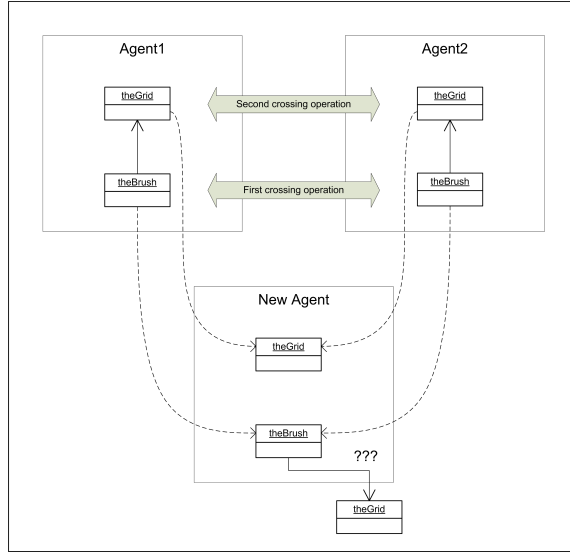 Agent1
Agent2
theGrid
theGrid
Second crossing operation
theBrush
theBrush
First crossing operation
New Agent
theGrid
theBrush
???
theGrid